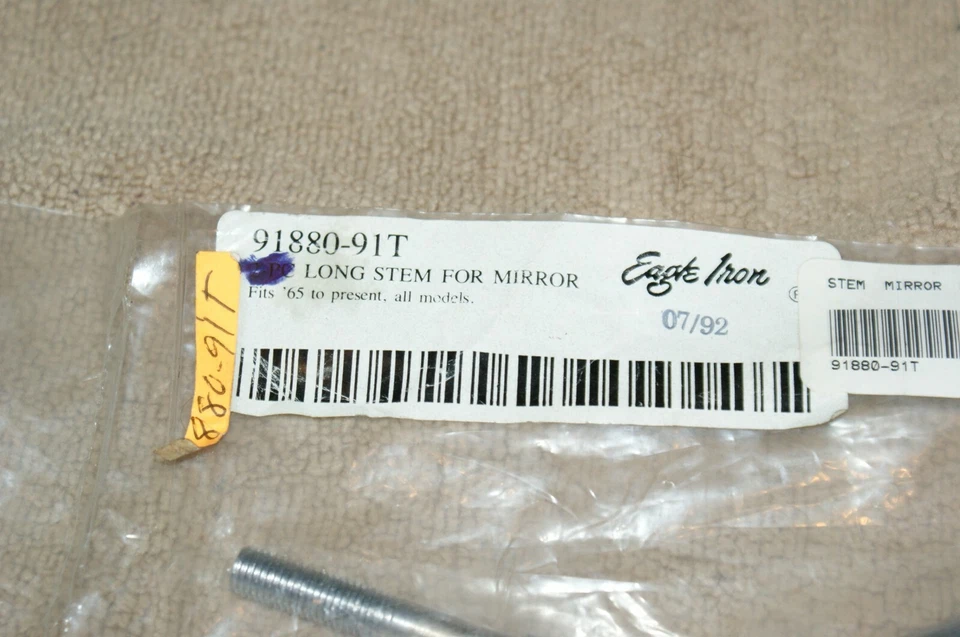 91880-91T
LONG STEM FOR MIRROR
Fits '65 to present, all models.
Eagle Iron
07/92
STEM MIRROR
91880-91T
880-91T